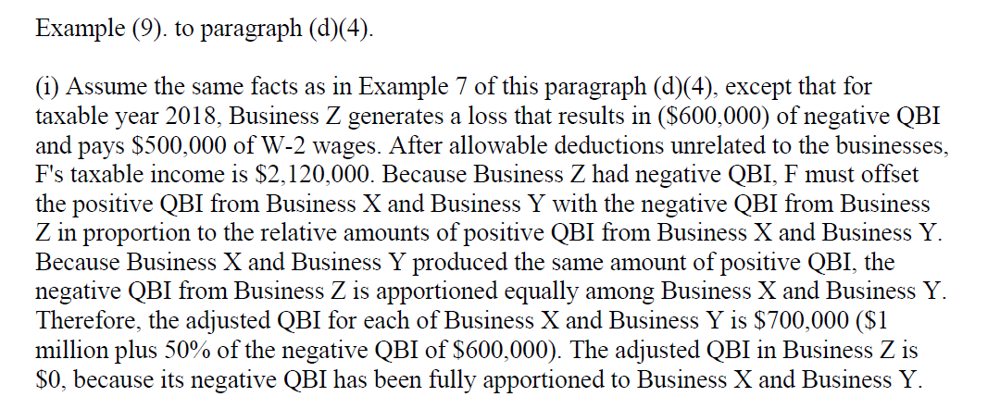 Example (9). to paragraph (d)(4).
(i) Assume the same facts as in Example 7 of this paragraph (d)(4), except that for
taxable year 2018, Business Z generates a loss that results in ($600,000) of negative QBI
and pays $500,000 of W-2 wages. After allowable deductions unrelated to the businesses,
F's taxable income is $2,120,000. Because Business Z had negative QBI, F must offset
the positive QBI from Business X and Business Y with the negative QBI from Business
Z in proportion to the relative amounts of positive QBI from Business X and Business Y.
Because Business X and Business Y produced the same amount of positive QBI, the
negative QBI from Business Z is apportioned equally among Business X and Business Y.
Therefore, the adjusted QBI for each of Business X and Business Y is $700,000 ($1
million plus 50% of the negative QBI of $600,000). The adjusted QBI in Business Z is
$0, because its negative QBI has been fully apportioned to Business X and Business Y.